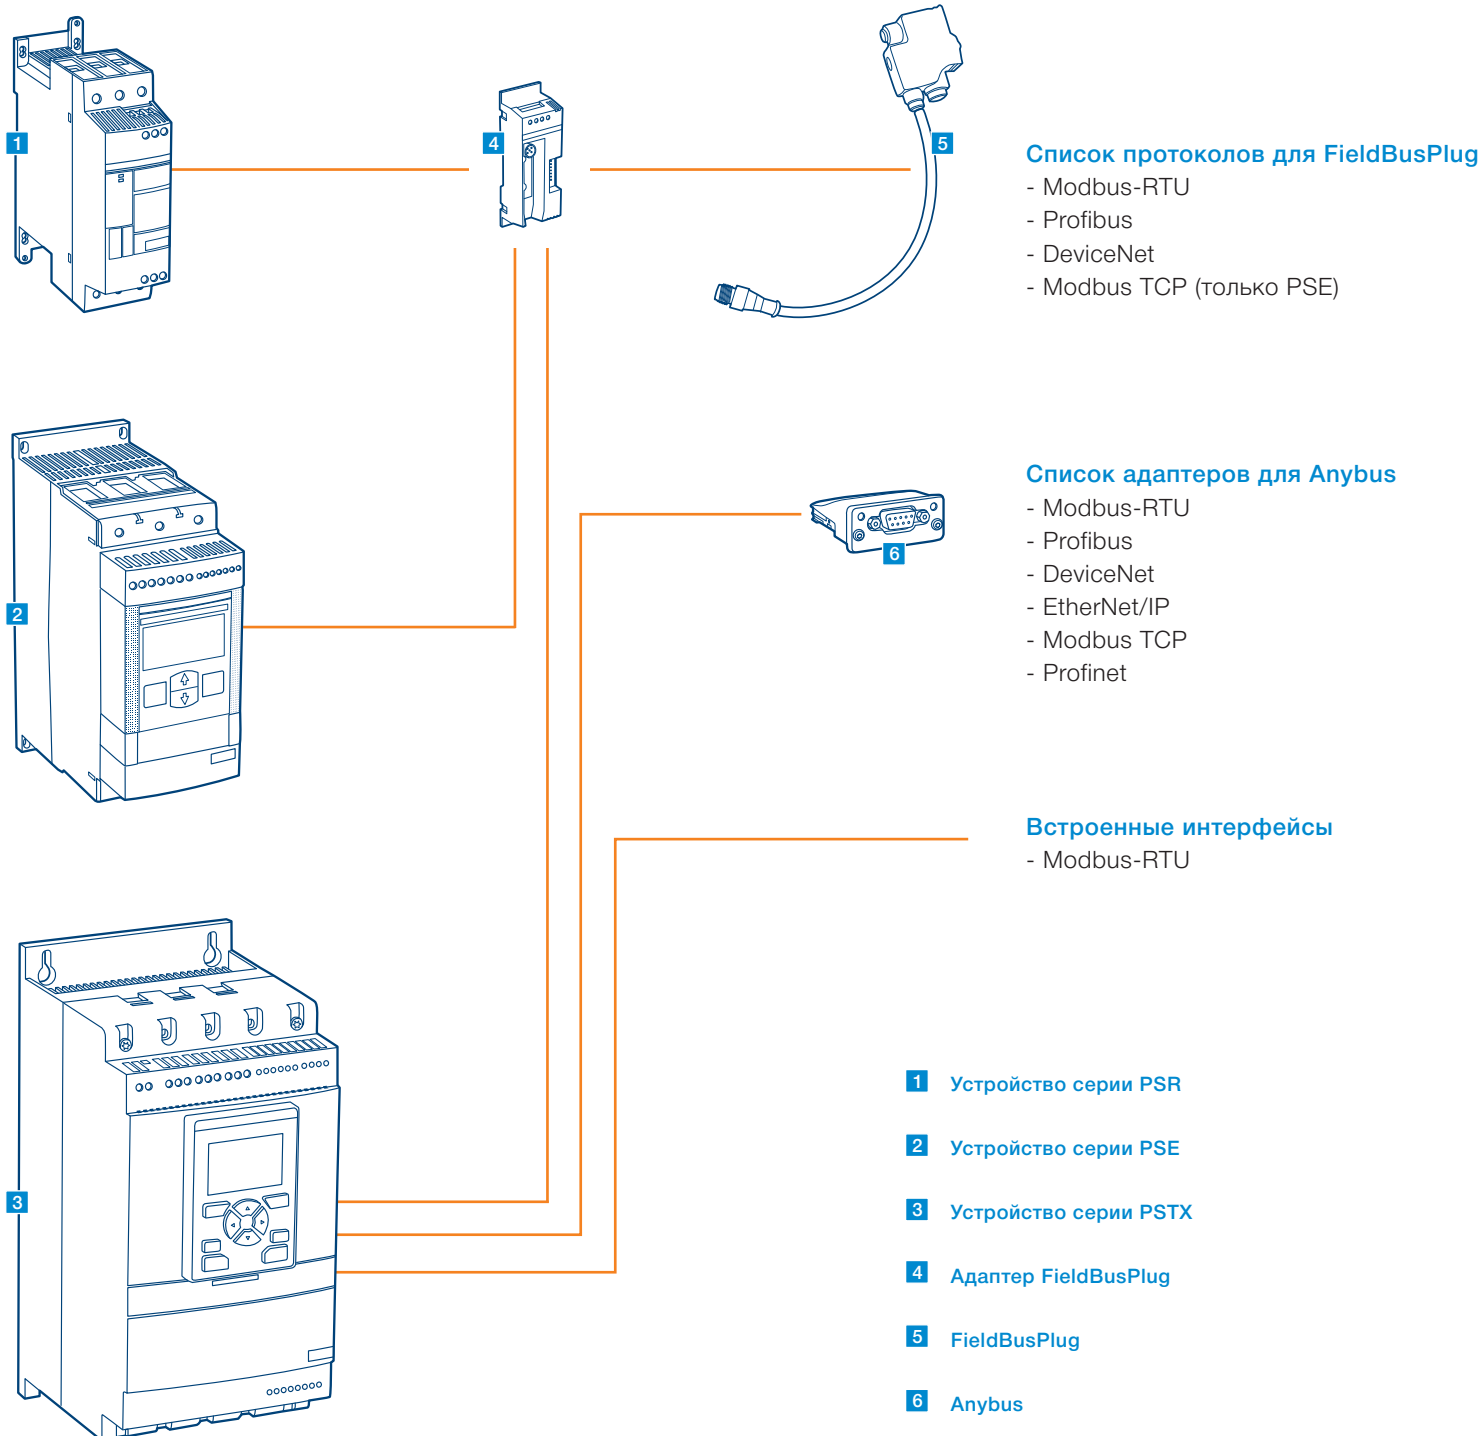 1
4
5
Список протоколов для FieldBusPlug
- Modbus-RTU
- Profibus
- DeviceNet
- Modbus TCP (только PSE)
2
6
Список адаптеров для Anybus
- Modbus-RTU
- Profibus
- DeviceNet
- EtherNet/IP
- Modbus TCP
- Profinet
Встроенные интерфейсы
- Modbus-RTU
3
1 Устройство серии PSR
2 Устройство серии PSE
3 Устройство серии PSTX
4 Адаптер FieldBusPlug
5 FieldBusPlug
6 Anybus